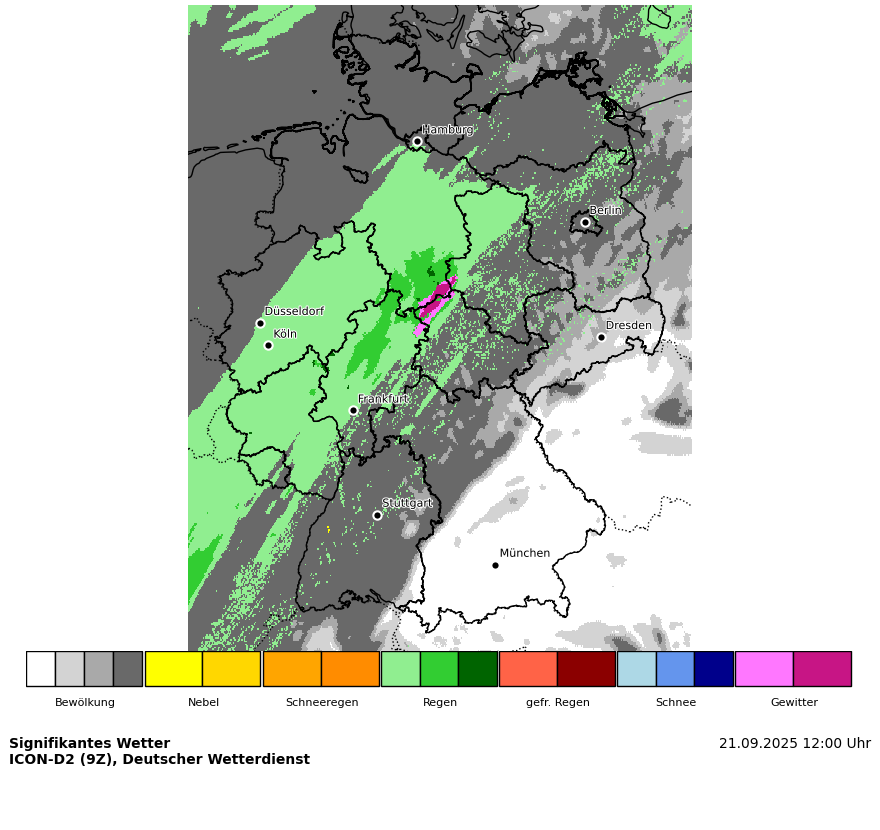 Hamburg
Berlin
Düsseldorf
Köln
Dresden
Frankfurt
Stuttgart
München
Bewölkung Nebel Schneeregen Regen gefr. Regen Schnee Gewitter
Signifikantes Wetter 21.09.2025 12:00 Uhr
ICON-D2 (9Z), Deutscher Wetterdienst